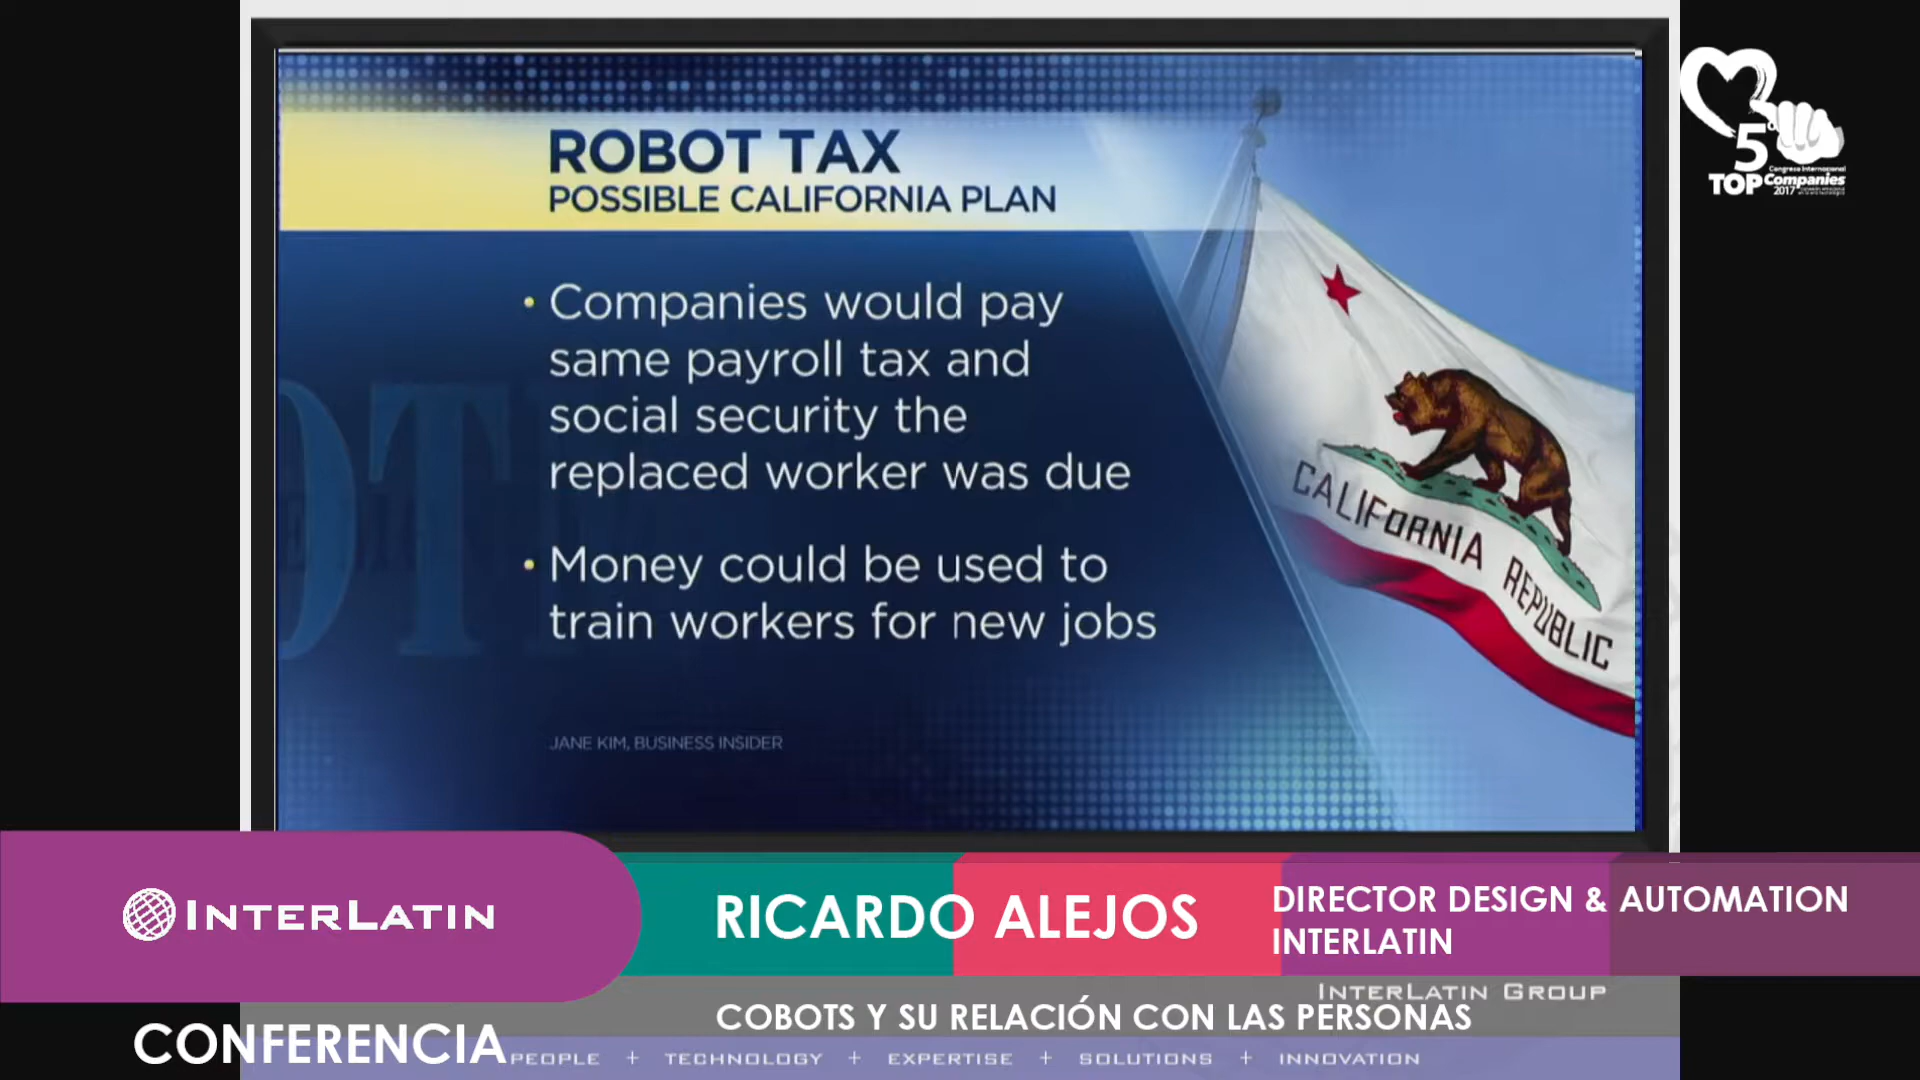 ROBOT TAX
POSSIBLE CALIFORNIA PLAN
• Companies would pay
same payroll tax and
social security the
replaced worker was due
• Money could be used to
train workers for new jobs
JANE KIM, BUSINESS INSIDER
CALIFORNIA REPUBLIC
5°
Congreso Internacional
TOP Companies
2017
INTERLATIN
RICARDO ALEJOS
DIRECTOR DESIGN & AUTOMATION
INTERLATIN
INTERLATIN GROUP
COBOTS Y SU RELACIÓN CON LAS PERSONAS
CONFERENCIA
PEOPLE + TECHNOLOGY + EXPERTISE + SOLUTIONS + INNOVATION